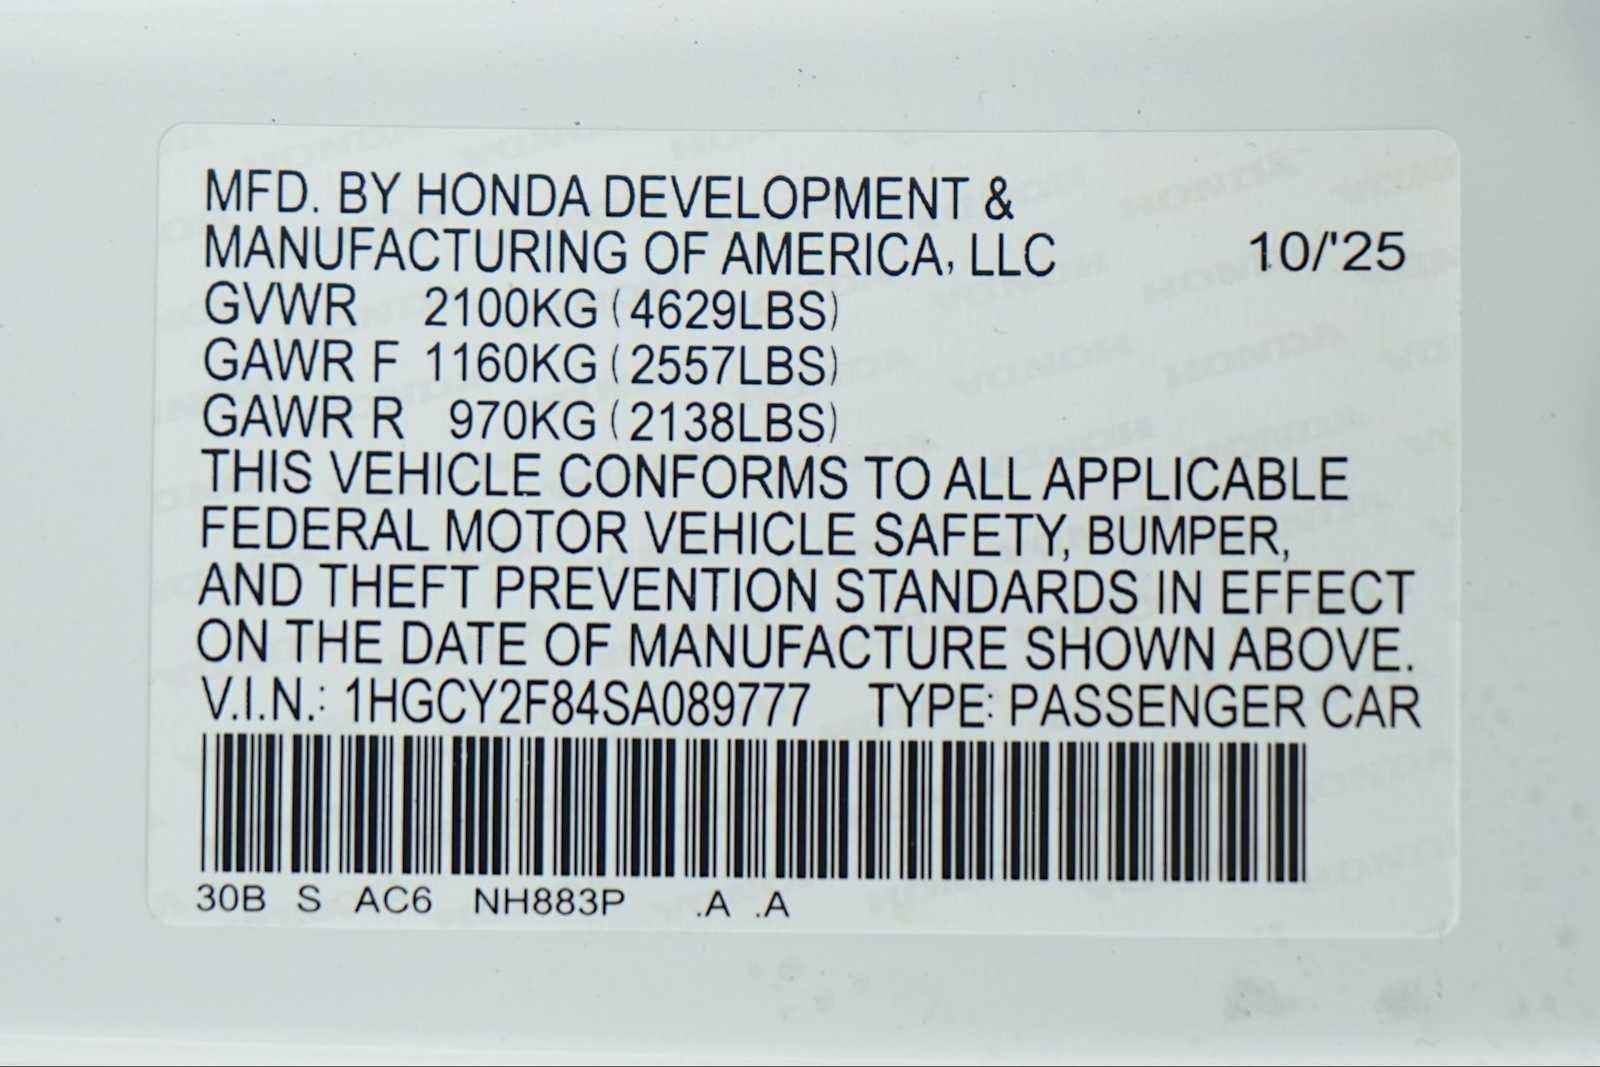 MFD. BY HONDA DEVELOPMENT &
MANUFACTURING OF AMERICA, LLC 10/'25
GVWR 2100KG (4629LBS)
GAWR F 1160KG (2557LBS)
GAWR R 970KG (2138LBS)
THIS VEHICLE CONFORMS TO ALL APPLICABLE
FEDERAL MOTOR VEHICLE SAFETY, BUMPER,
AND THEFT PREVENTION STANDARDS IN EFFECT
ON THE DATE OF MANUFACTURE SHOWN ABOVE.
V.I.N.: 1HGCY2F84SA089777 TYPE: PASSENGER CAR
30B S AC6 NH883P .A .A